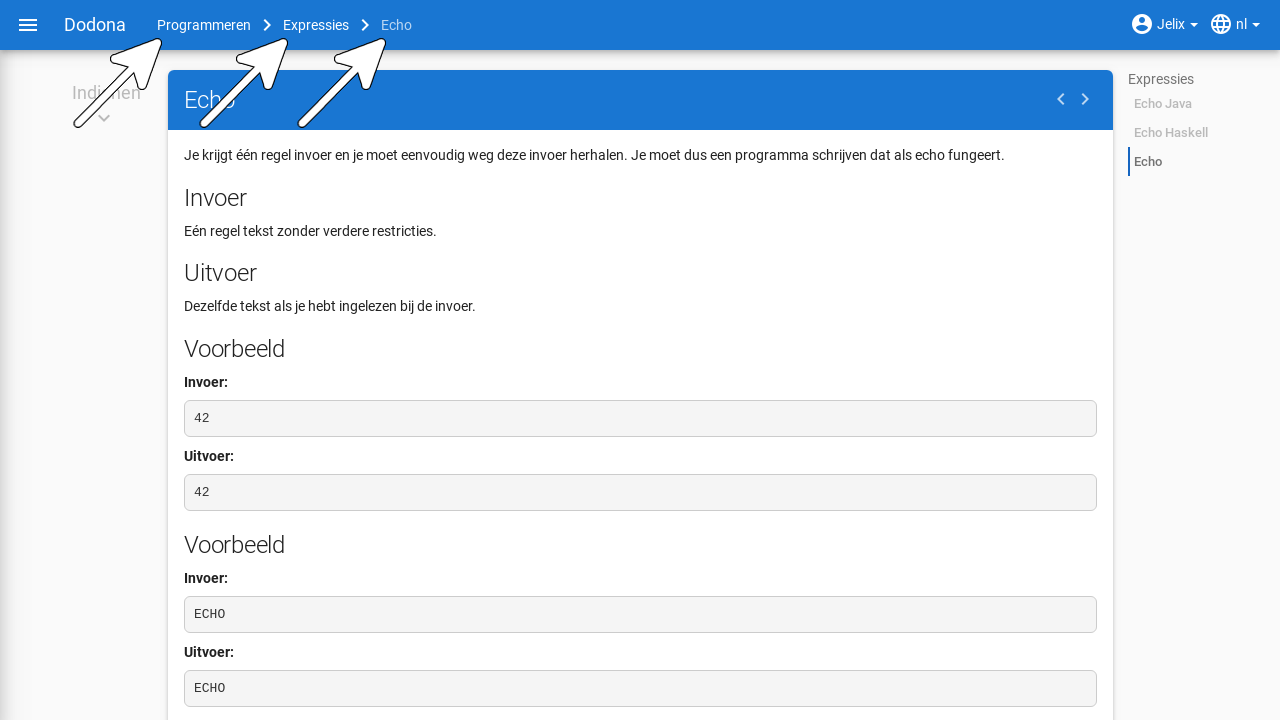 Dodona Programmeren Expressies Echo Jelix nl
Indienen
Echo
Je krijgt één regel invoer en je moet eenvoudig weg deze invoer herhalen. Je moet dus een programma schrijven dat als echo fungeert.
Invoer
Eén regel tekst zonder verdere restricties.
Uitvoer
Dezelfde tekst als je hebt ingelezen bij de invoer.
Voorbeeld
Invoer:
42
Uitvoer:
42
Voorbeeld
Invoer:
ECHO
Uitvoer:
ECHO
Expressies
Echo Java
Echo Haskell
Echo